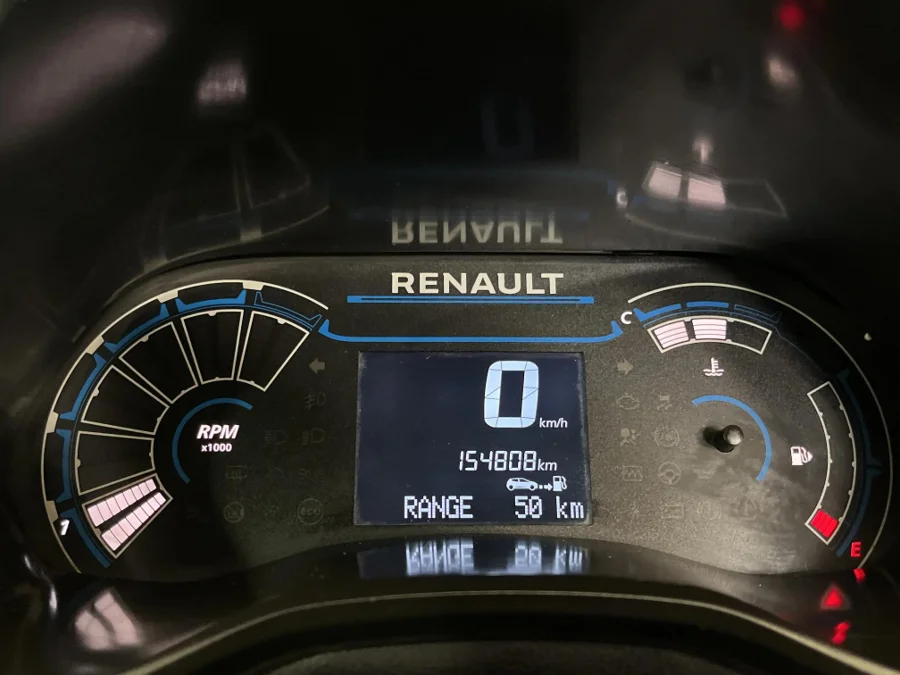 RENAULT
C
0
km/h
RPM
x1000
154808km
RANGE 50 km
1
E